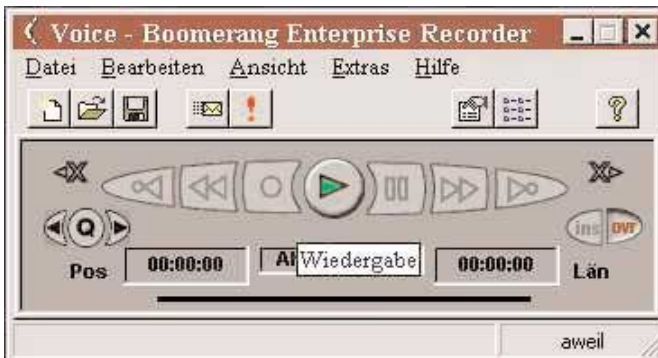 Voice - Boomerang Enterprise Recorder
Datei Bearbeiten Ansicht Extras Hilfe
Q
ins ovr
Pos 00:00:00 Wiedergabe 00:00:00 Län
aweil